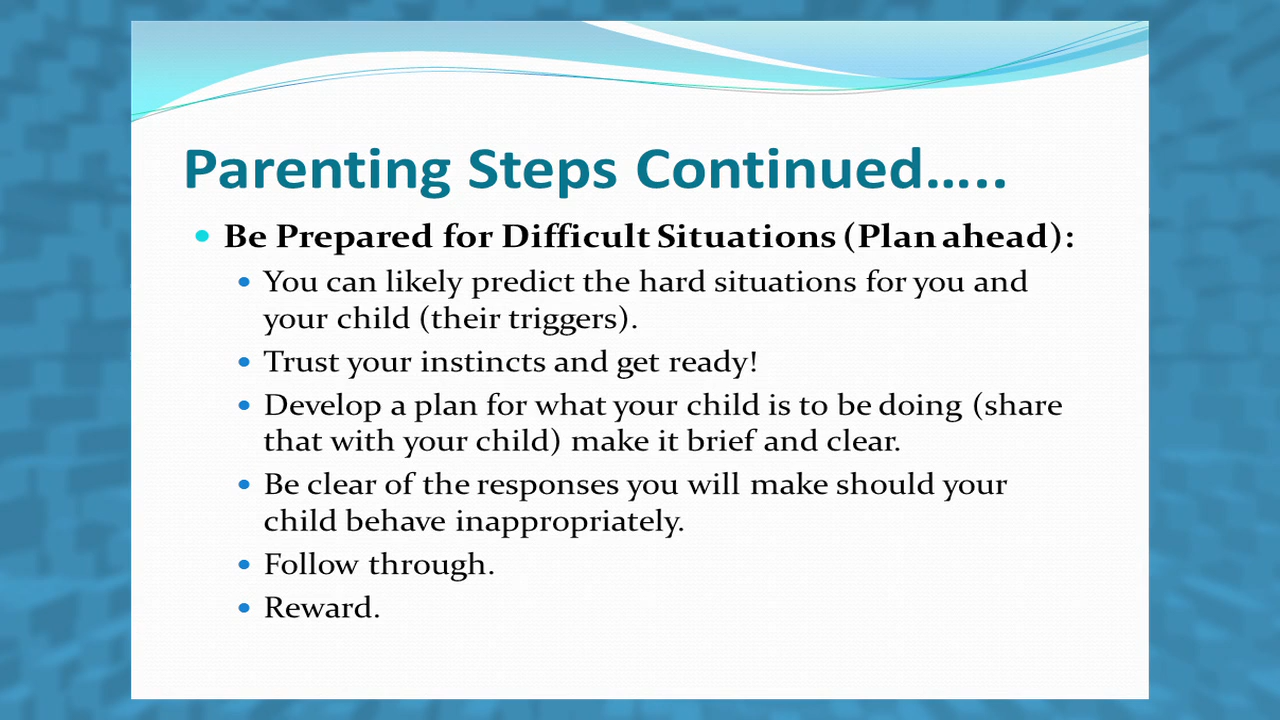 Parenting Steps Continued…..
Be Prepared for Difficult Situations (Plan ahead):
You can likely predict the hard situations for you and
your child (their triggers).
Trust your instincts and get ready!
Develop a plan for what your child is to be doing (share
that with your child) make it brief and clear.
Be clear of the responses you will make should your
child behave inappropriately.
Follow through.
Reward.